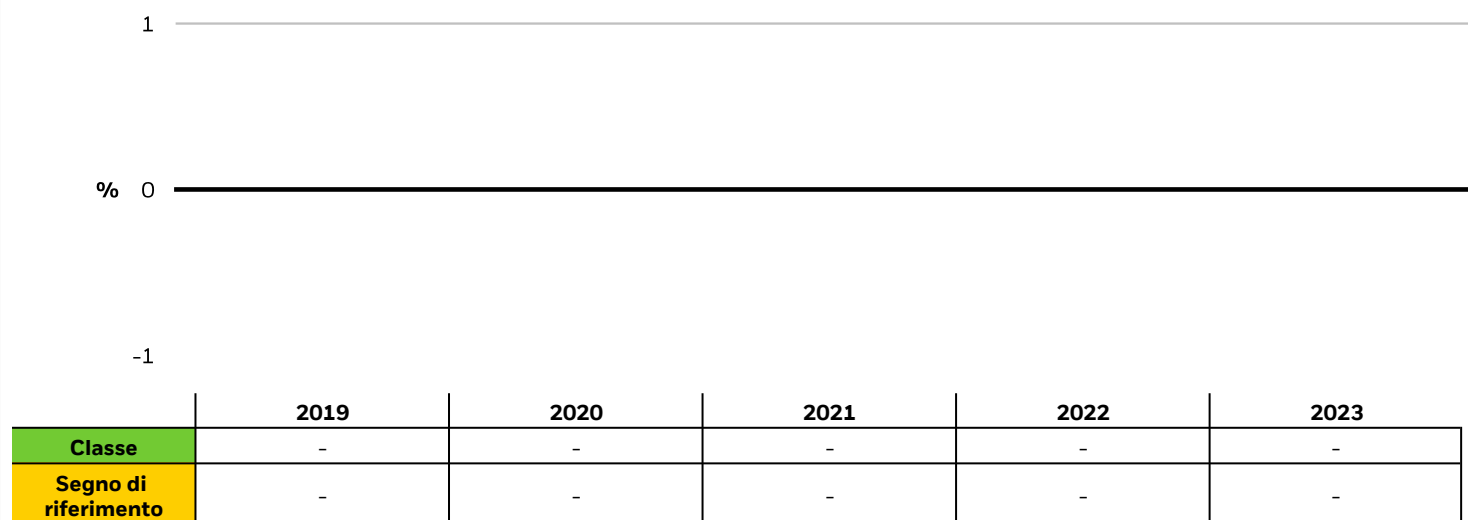 1
% 0
-1
2019 2020 2021 2022 2023
Classe - - - - -
Segno di
riferimento - - - - -